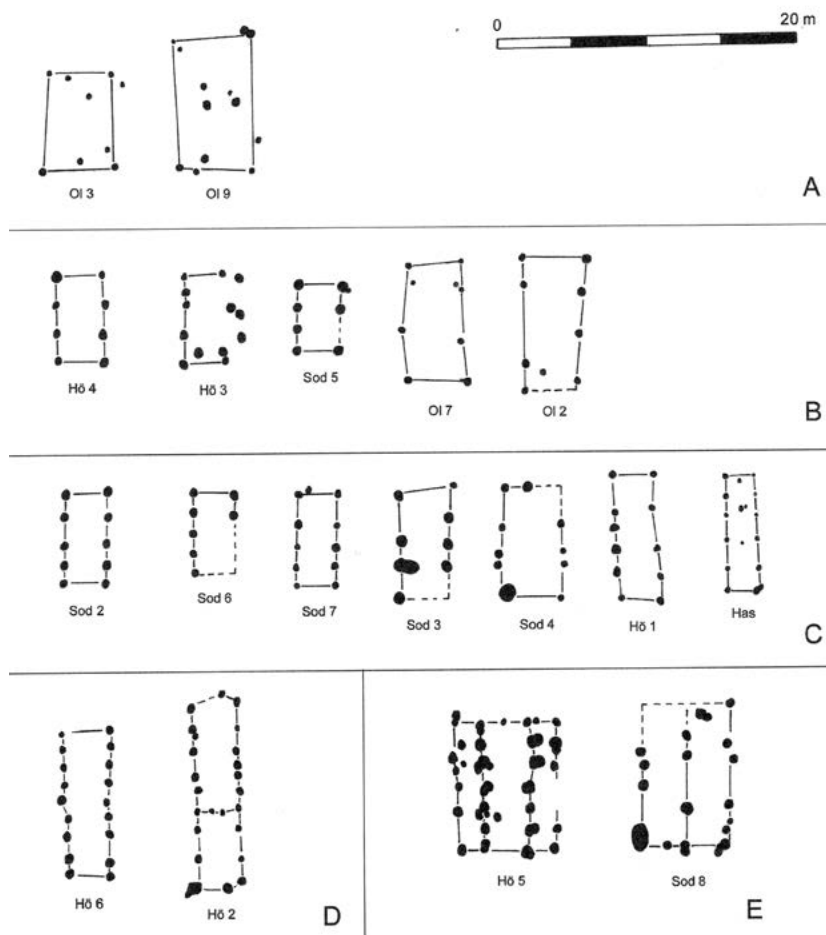 0 20 m
Ol 3 Ol 9 A
Hö 4 Hö 3 Sod 5 Ol 7 Ol 2 B
Sod 2 Sod 6 Sod 7 Sod 3 Sod 4 Hö 1 Has C
Hö 6 Hö 2 D
Hö 5 Sod 8 E